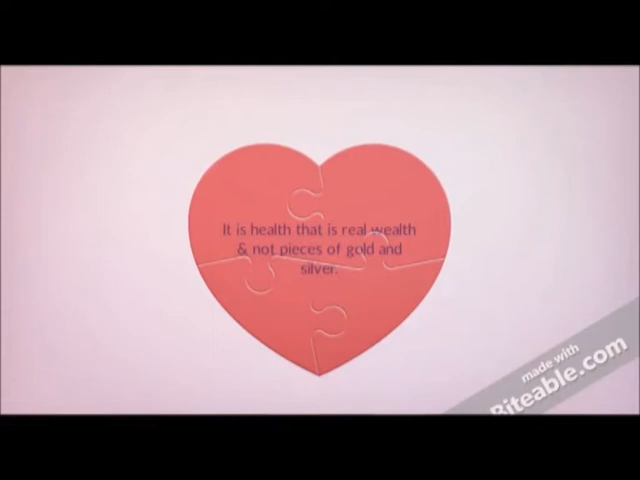 It is health that is real wealth
& not pieces of gold and
silver.
made with
Biteable.com